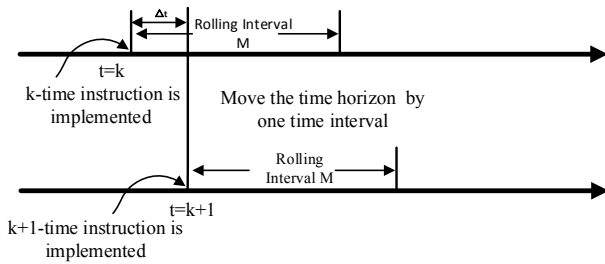 Δt
Rolling Interval
M
t=k
k-time instruction is
implemented
Move the time horizon by
one time interval
Rolling
Interval M
t=k+1
k+1-time instruction is
implemented